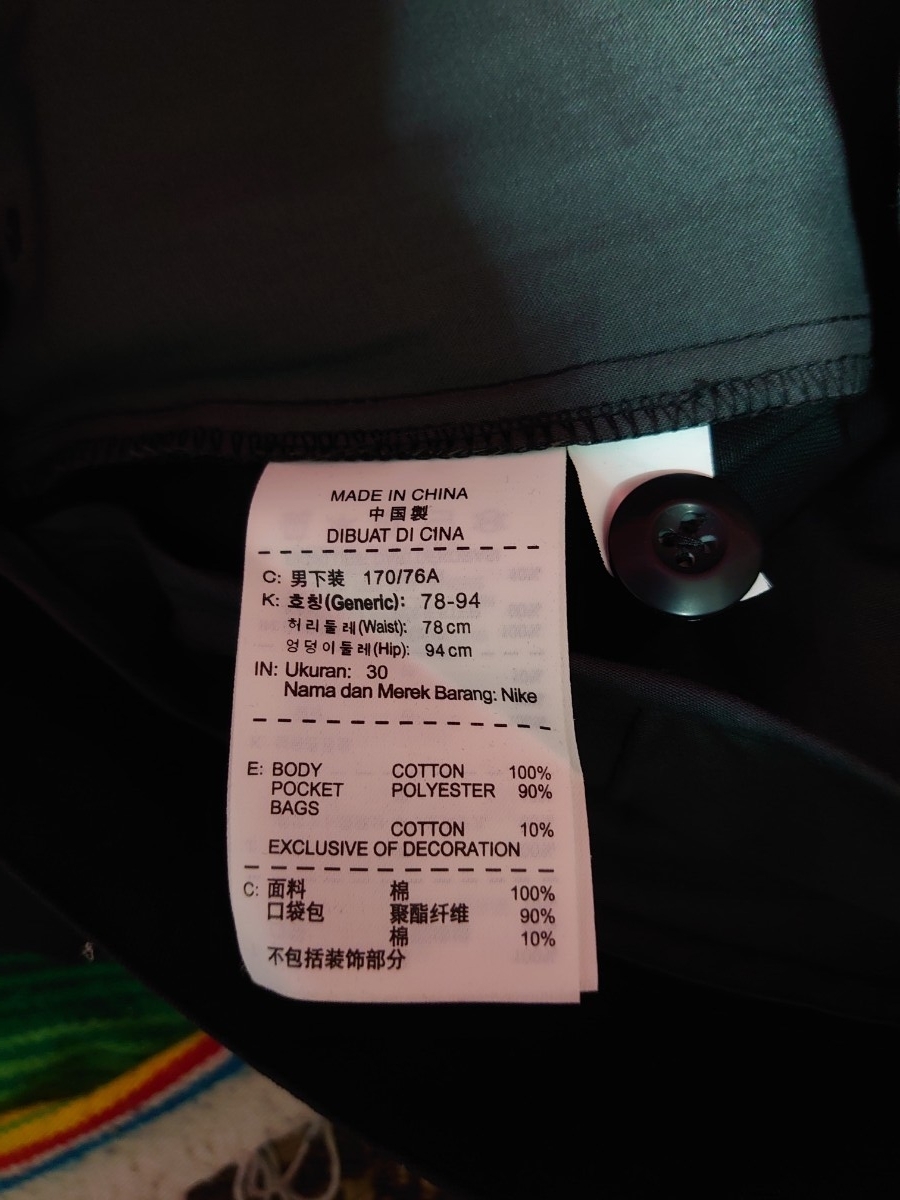 MADE IN CHINA
中国製
DIBUAT DI CINA
C: 男下装 170/76A
K: 호칭(Generic): 78-94
허리둘레(Waist): 78cm
엉덩이둘레(Hip): 94cm
IN: Ukuran: 30
Nama dan Merek Barang: Nike
E: BODY COTTON 100%
POCKET POLYESTER 90%
BAGS
COTTON 10%
EXCLUSIVE OF DECORATION
C: 面料 棉 100%
口袋包 聚酯纤维 90%
棉 10%
不包括装饰部分